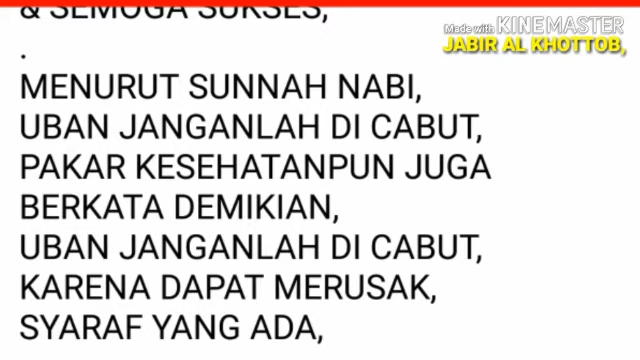 & SEMOGA SUKSES,
Made with KINEMASTER
JABIR AL KHOTTOB,
.
MENURUT SUNNAH NABI,
UBAN JANGANLAH DI CABUT,
PAKAR KESEHATANPUN JUGA
BERKATA DEMIKIAN,
UBAN JANGANLAH DI CABUT,
KARENA DAPAT MERUSAK,
SYARAF YANG ADA,